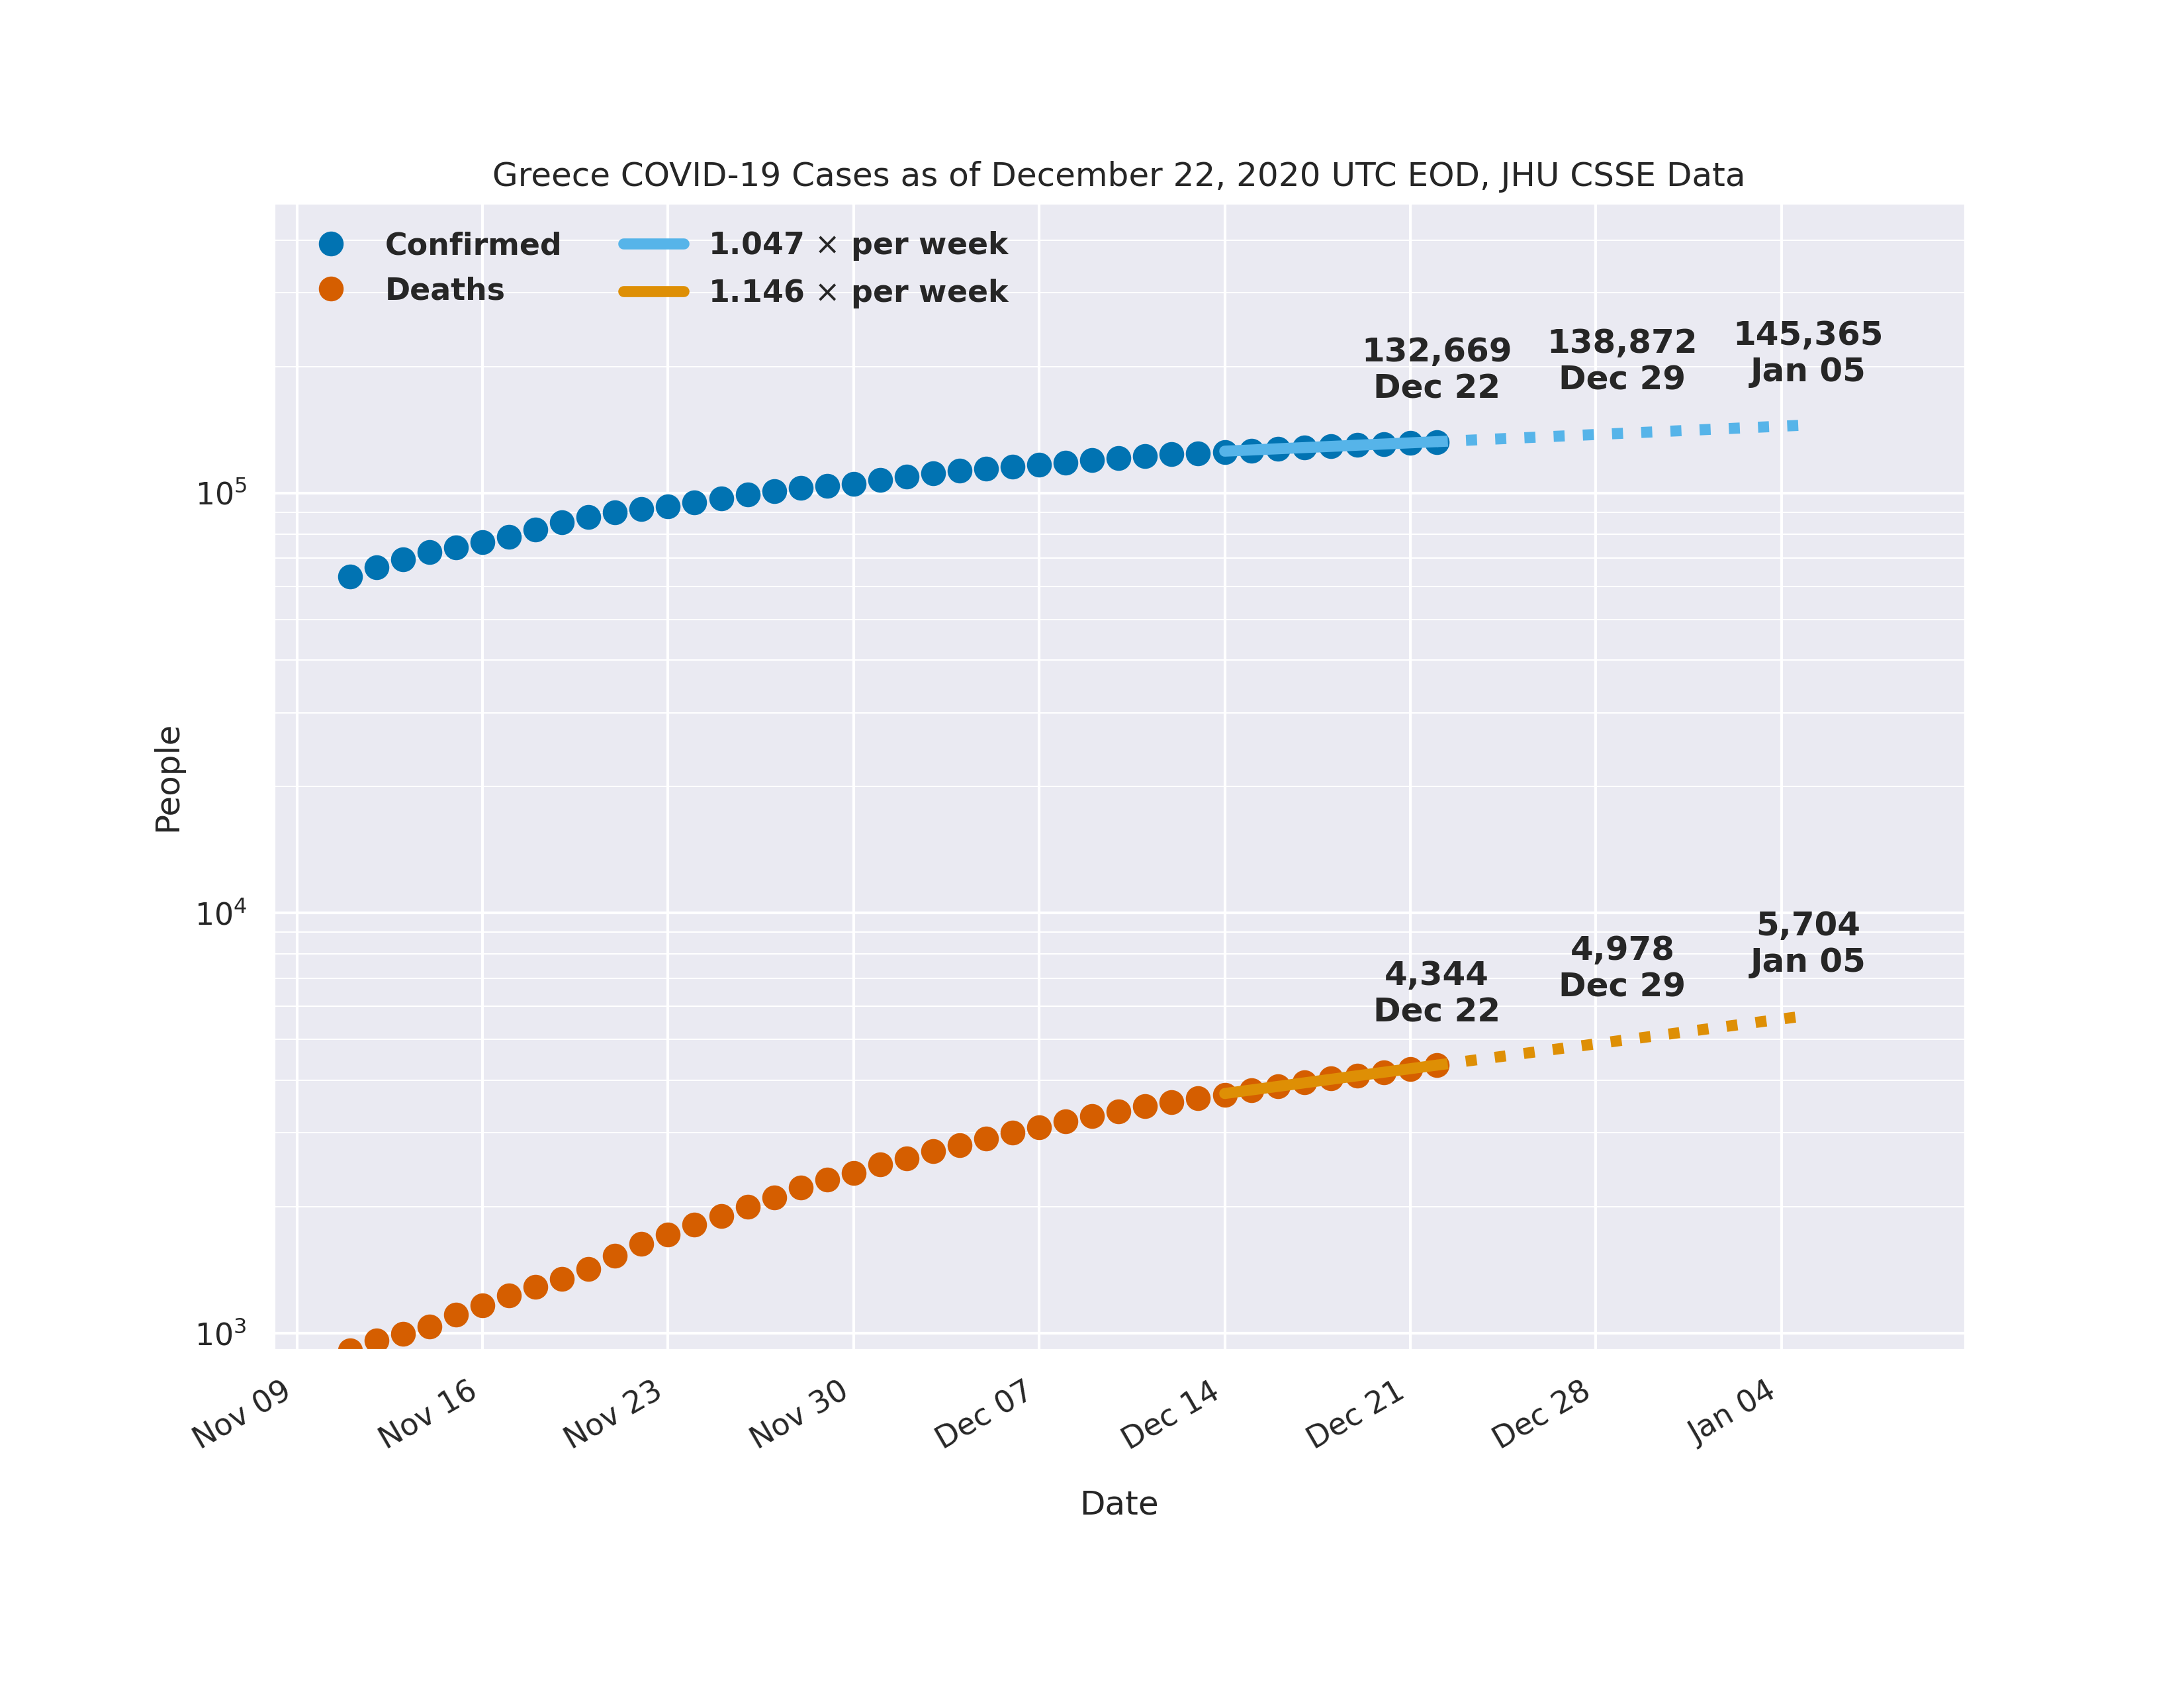 Greece COVID-19 Cases as of December 22, 2020 UTC EOD, JHU CSSE Data
Confirmed
Deaths
1.047 × per week
1.146 × per week
132,669
Dec 22
138,872
Dec 29
145,365
Jan 05
4,344
Dec 22
4,978
Dec 29
5,704
Jan 05
People
10⁵
10⁴
10³
Nov 09
Nov 16
Nov 23
Nov 30
Dec 07
Dec 14
Dec 21
Dec 28
Jan 04
Date